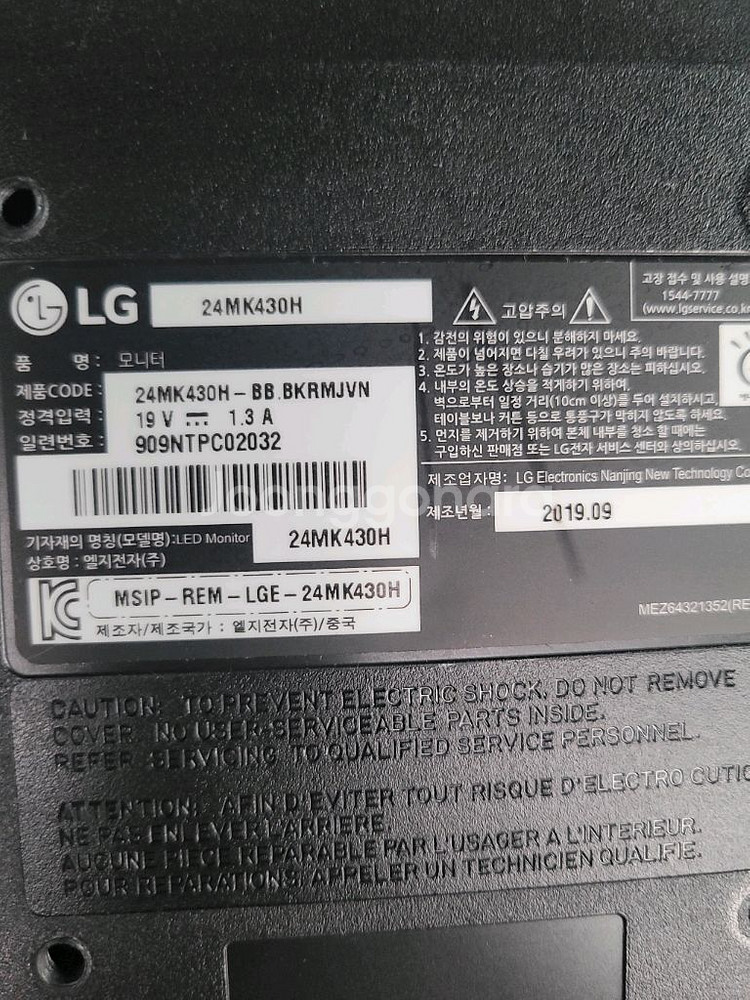 LG
24MK430H
품 명 : 모니터
제품CODE :
24MK430H-BB.BKRMJVN
정격입력 :
19 V ⎓ 1.3 A
일련번호 :
909NTPC02032
기자재의 명칭(모델명):LED Monitor
24MK430H
상호명 : 엘지전자(주)
MSIP-REM-LGE-24MK430H
제조자/제조국가 : 엘지전자(주)/중국
고압주의
고장 접수 및 사용 설명
1544-7777
(www.lgservice.co.k
1. 감전의 위험이 있으니 분해하지 마세요.
2. 제품이 넘어지면 다칠 우려가 있으니 주의 바랍니다.
3. 온도가 높은 장소나 습기가 많은 장소는 피하십시오.
4. 내부의 온도 상승을 적게하기 위하여,
벽으로부터 일정 거리(10cm 이상)를 두어 설치하시고,
테이블보나 커튼 등으로 통풍구가 막히지 않도록 하세요.
5. 먼지를 제거하기 위하여 본체 내부를 청소 할 때에는
구입하신 판매점 또는 LG전자 서비스 센터와 상의하십시오.
제조업자명: LG Electronics Nanjing New Technology Co
제조년월 :
2019.09
MEZ64321352(RE
Joonggonara
CAUTION: TO PREVENT ELECTRIC SHOCK, DO NOT REMOVE
COVER. NO USER-SERVICEABLE PARTS INSIDE.
REFER SERVICING TO QUALIFIED SERVICE PERSONNEL.
ATTENTION: AFIN D'EVITER TOUT RISQUE D'ELECTRO CUTIO
NE PAS ENLEVER L'ARRIERE.
AUCUNE PIECE REPARABLE PAR L'USAGER A L'INTERIEUR.
POUR REPARATIONS: APPELER UN TECHNICIEN QUALIFIE.